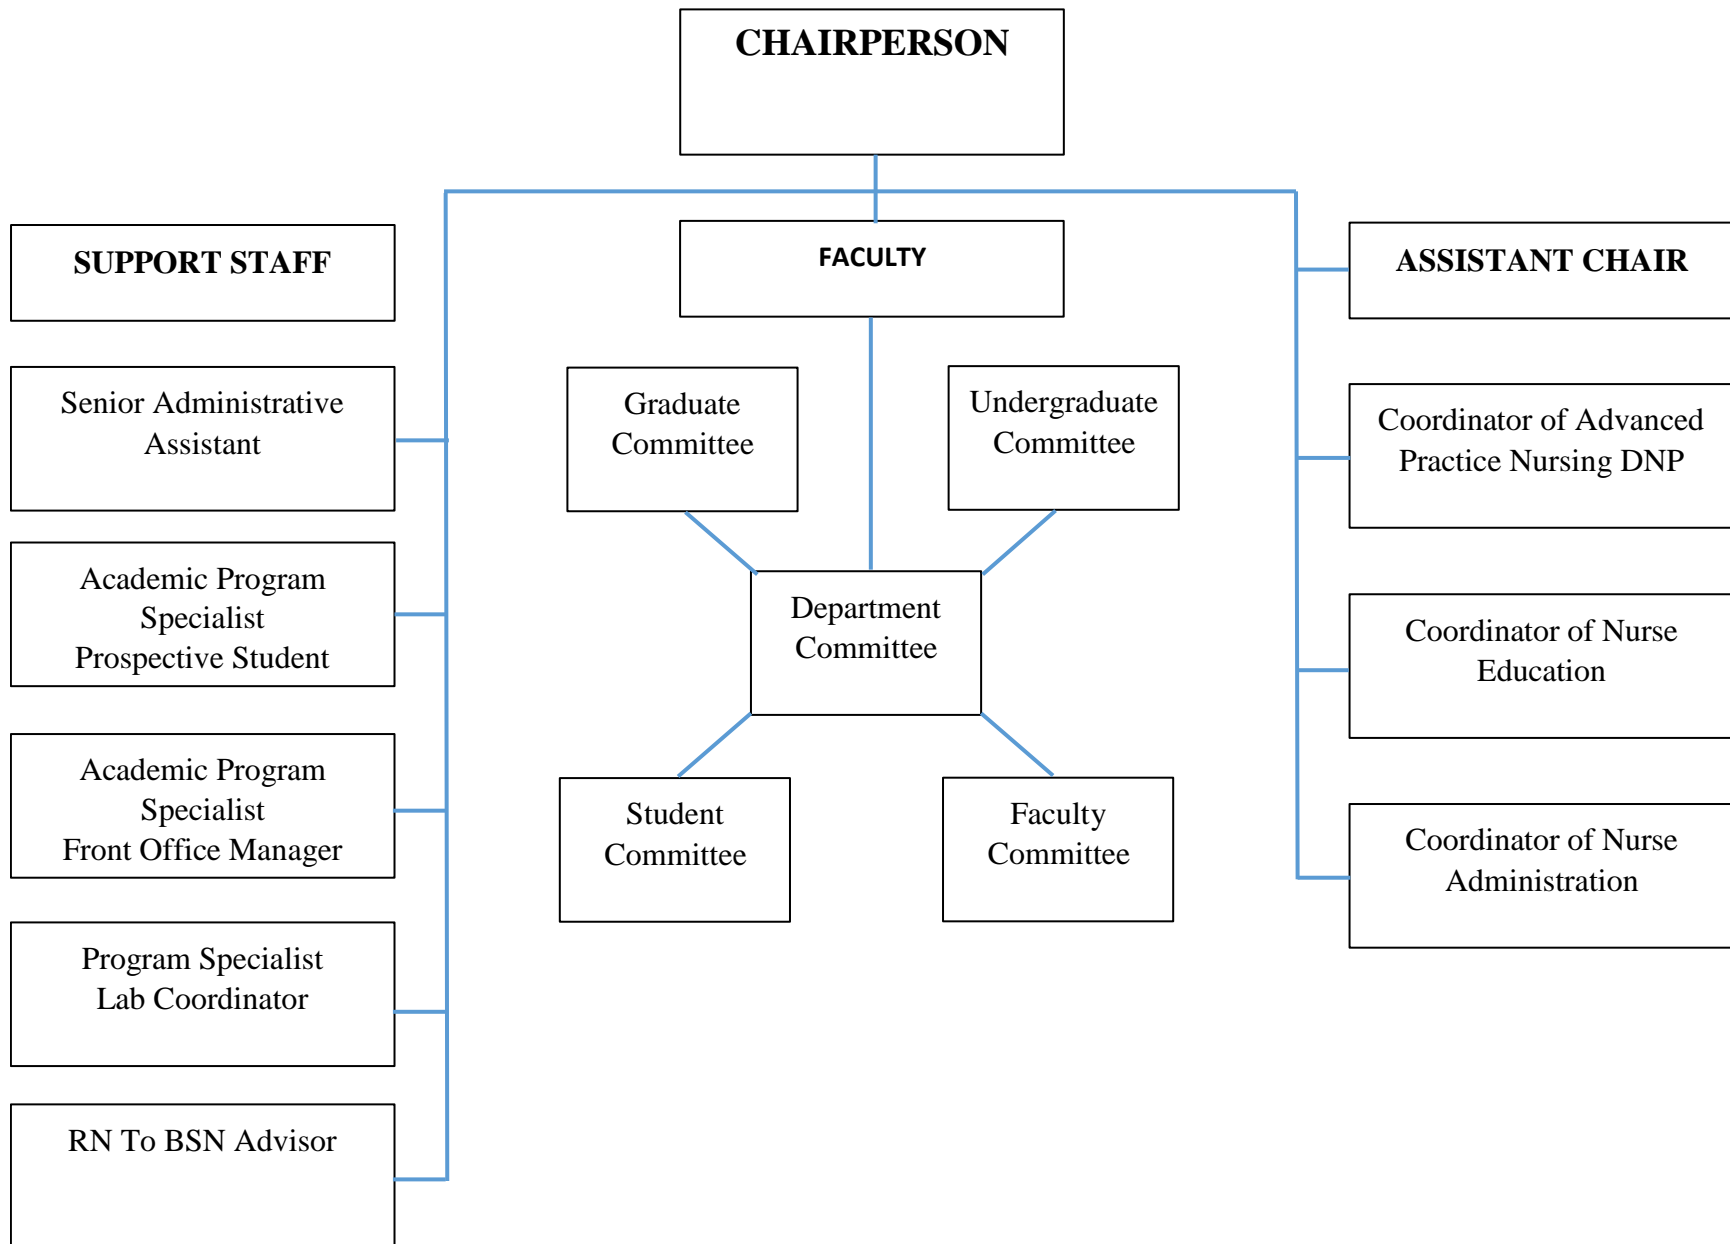 CHAIRPERSON
SUPPORT STAFF
FACULTY
ASSISTANT CHAIR
Senior Administrative
Assistant
Graduate
Committee
Undergraduate
Committee
Coordinator of Advanced
Practice Nursing DNP
Academic Program
Specialist
Prospective Student
Department
Committee
Coordinator of Nurse
Education
Academic Program
Specialist
Front Office Manager
Student
Committee
Faculty
Committee
Coordinator of Nurse
Administration
Program Specialist
Lab Coordinator
RN To BSN Advisor